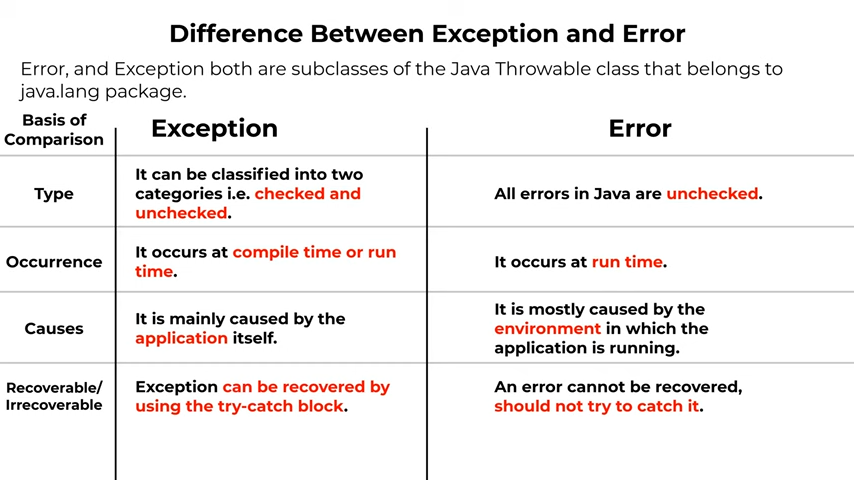 Difference Between Exception and Error
Error, and Exception both are subclasses of the Java Throwable class that belongs to
java.lang package.
Basis of
Comparison
Exception
Error
Type
It can be classified into two
categories i.e. checked and
unchecked.
All errors in Java are unchecked.
Occurrence
It occurs at compile time or run
time.
It occurs at run time.
Causes
It is mainly caused by the
application itself.
It is mostly caused by the
environment in which the
application is running.
Recoverable/
Irrecoverable
Exception can be recovered by
using the try-catch block.
An error cannot be recovered,
should not try to catch it.